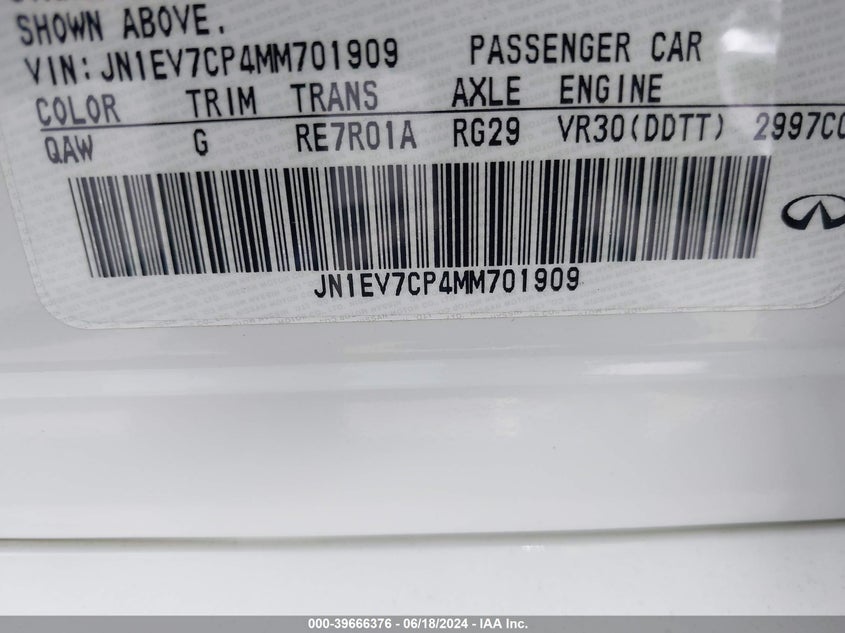 SHOWN ABOVE.
VIN: JN1EV7CP4MM701909 PASSENGER CAR
COLOR TRIM TRANS AXLE ENGINE
QAW G RE7R01A RG29 VR30(DDTT) 2997CC
JN1EV7CP4MM701909
000-39666376 - 06/18/2024 - IAA Inc.